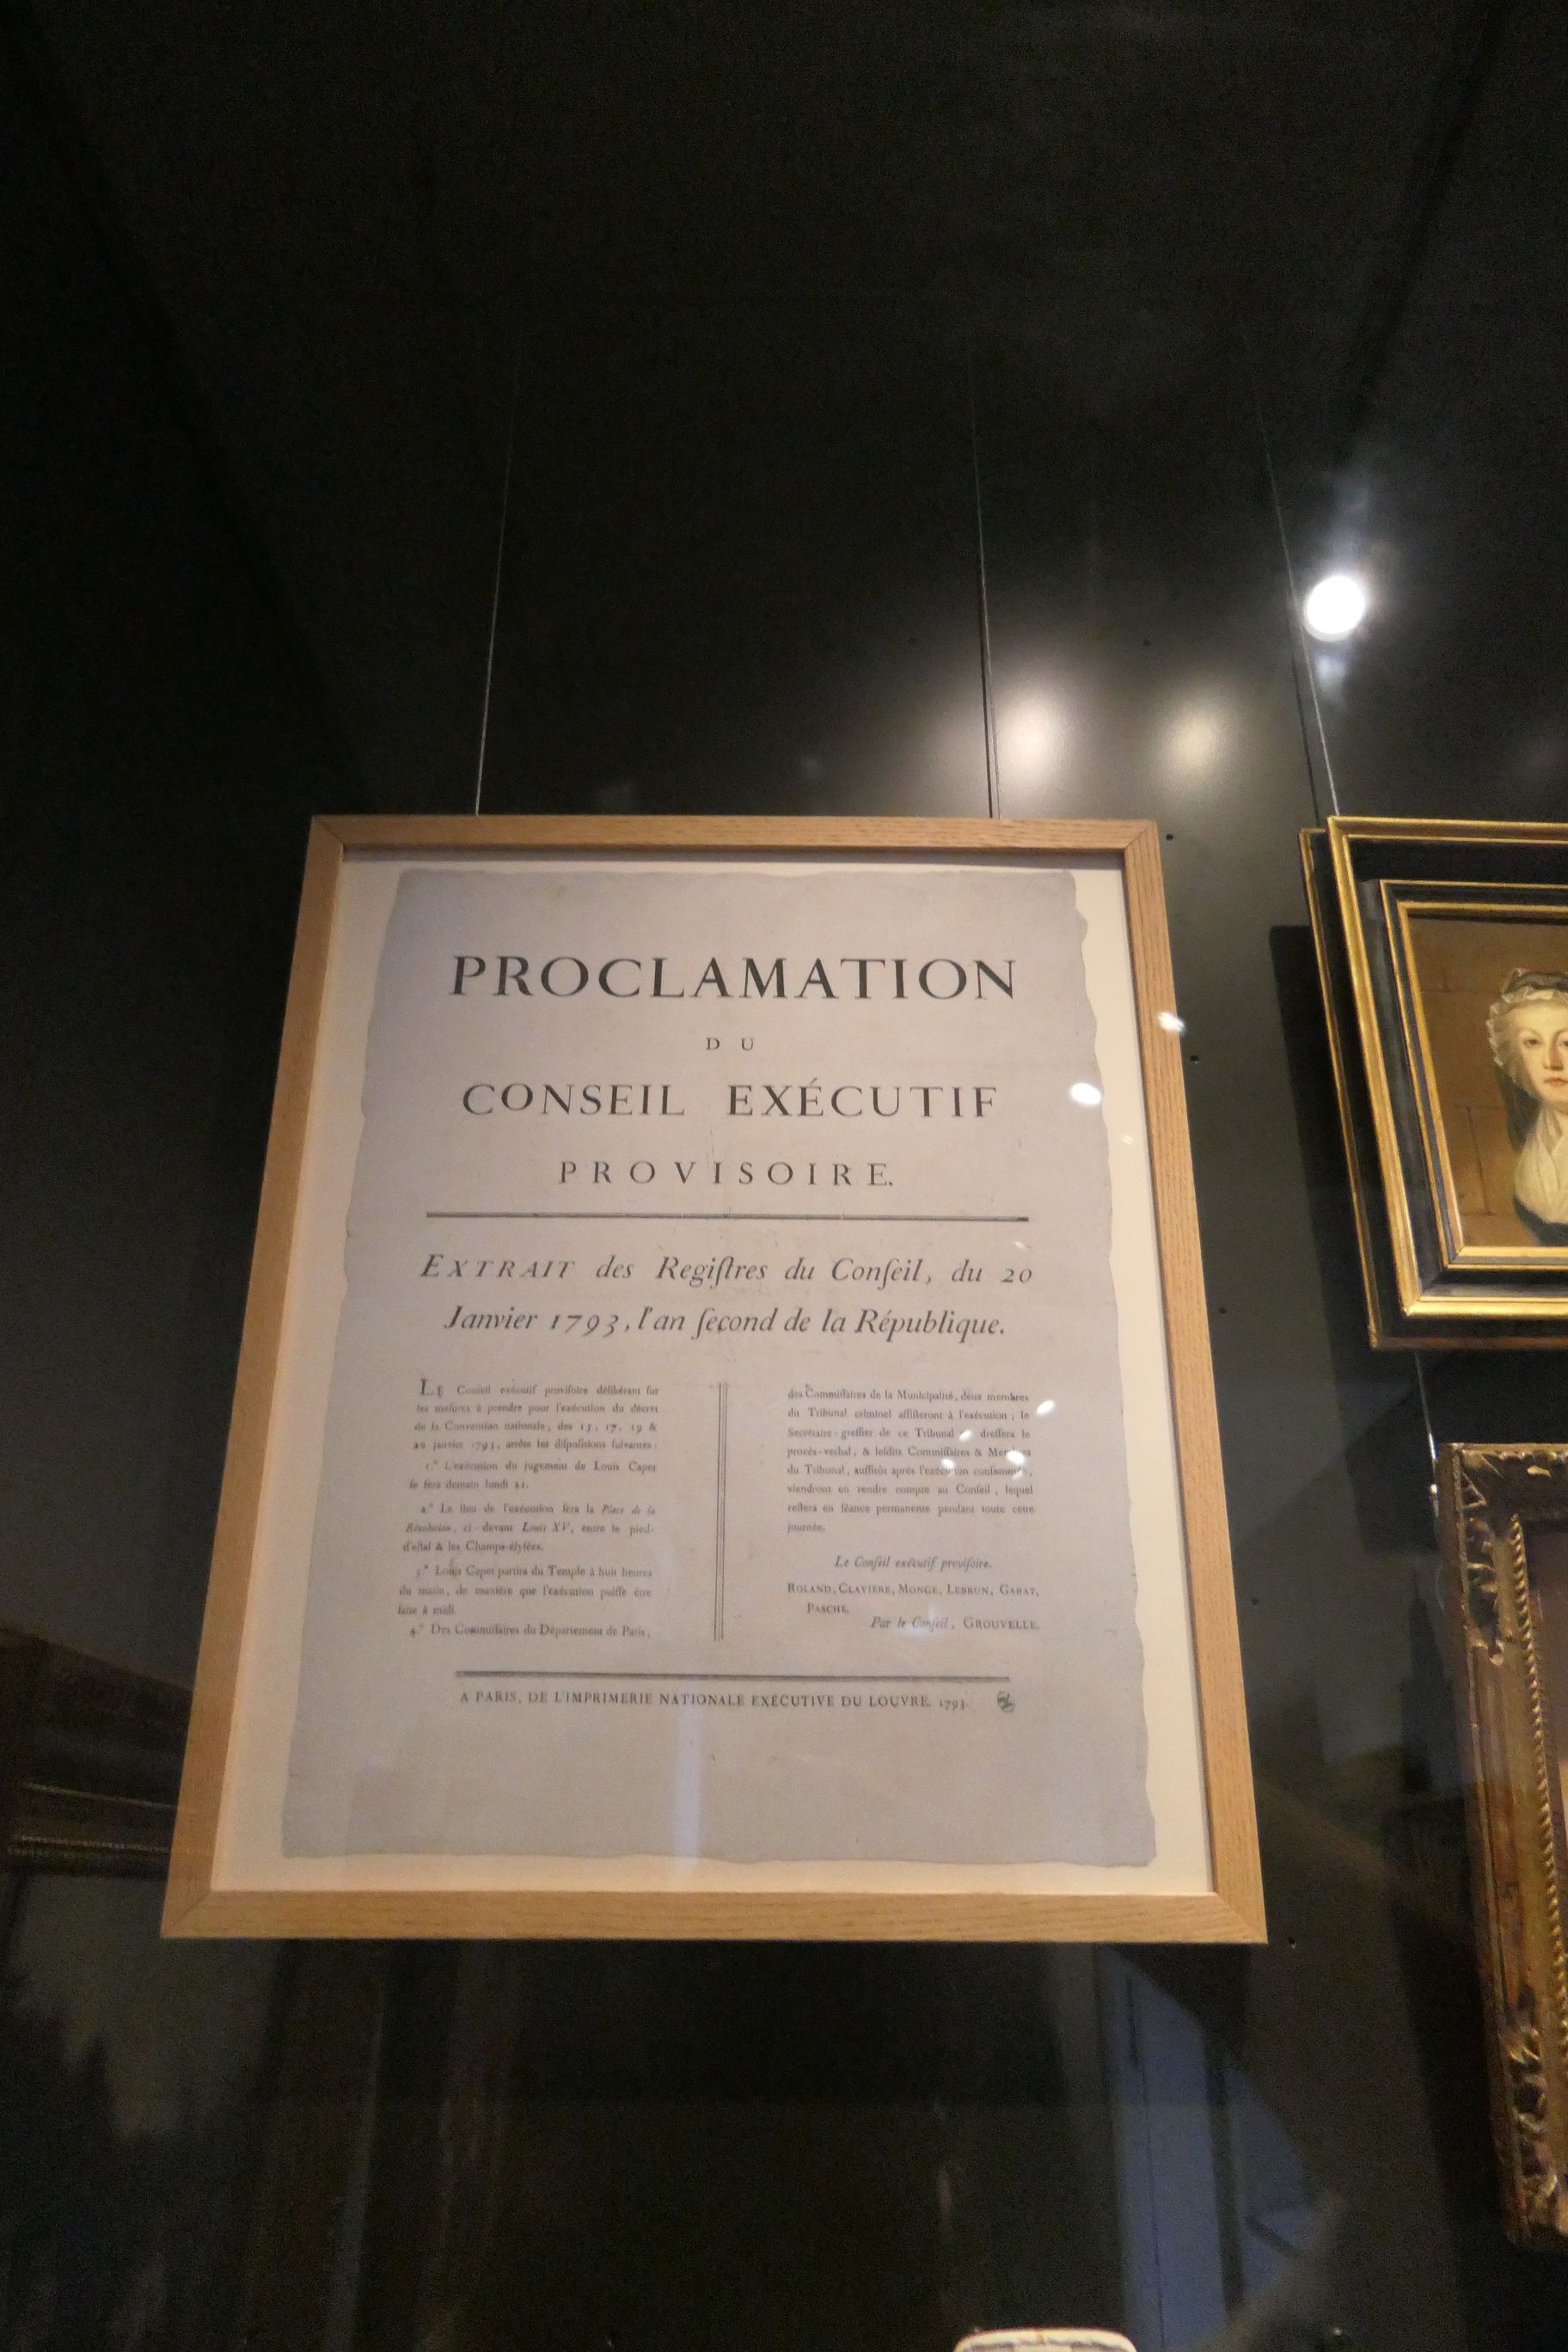 PROCLAMATION
DU
CONSEIL EXÉCUTIF
PROVISOIRE.
EXTRAIT des Regiſtres du Conſeil, du 20
Janvier 1793, l'an ſecond de la République.
LE Conſeil exécutif proviſoire délibérant ſur
les meſures à prendre pour l'exécution du décret
de la Convention nationale, des 15, 17, 19 &
20 janvier 1793, arrête les diſpoſitions ſuivantes:
1.° L'exécution du jugement de Louis Capet
ſe fera demain lundi 21.
2.° Le lieu de l'exécution ſera la Place de la
Révolution, ci-devant Louis XV, entre le pied-
d'eſtal & les Champs-élyſées.
3.° Louis Capet partira du Temple à huit heures
du matin, de manière que l'exécution puiſſe être
faite à midi.
4.° Des Commiſſaires du Département de Paris,
des Commiſſaires de la Municipalité, deux membres
du Tribunal criminel aſſiſteront à l'exécution; le
Secrétaire-greffier de ce Tribunal dreſſera le
procès-verbal, & leſdits Commiſſaires & Membres
du Tribunal, auſſitôt après l'exécution conſommée,
viendront en rendre compte au Conſeil, lequel
reſtera en ſéance permanente pendant toute cette
journée.
Le Conſeil exécutif proviſoire.
ROLAND, CLAVIERE, MONGE, LEBRUN, GARAT,
PASCHE.
Par le Conſeil, GROUVELLE.
A PARIS, DE L'IMPRIMERIE NATIONALE EXÉCUTIVE DU LOUVRE. 1793